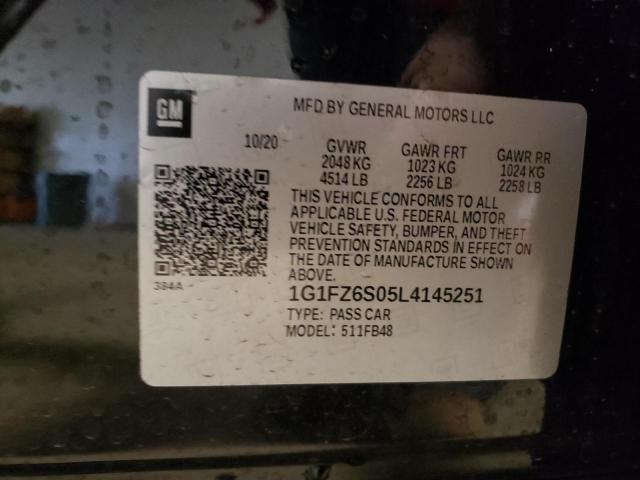 GM
MFD BY GENERAL MOTORS LLC
10/20 GVWR GAWR FRT GAWR RR
2048 KG 1023 KG 1024 KG
4514 LB 2256 LB 2258 LB
THIS VEHICLE CONFORMS TO ALL
APPLICABLE U.S. FEDERAL MOTOR
VEHICLE SAFETY, BUMPER, AND THEFT
PREVENTION STANDARDS IN EFFECT ON
THE DATE OF MANUFACTURE SHOWN
ABOVE.
384A
1G1FZ6S05L4145251
TYPE: PASS CAR
MODEL: 511FB48